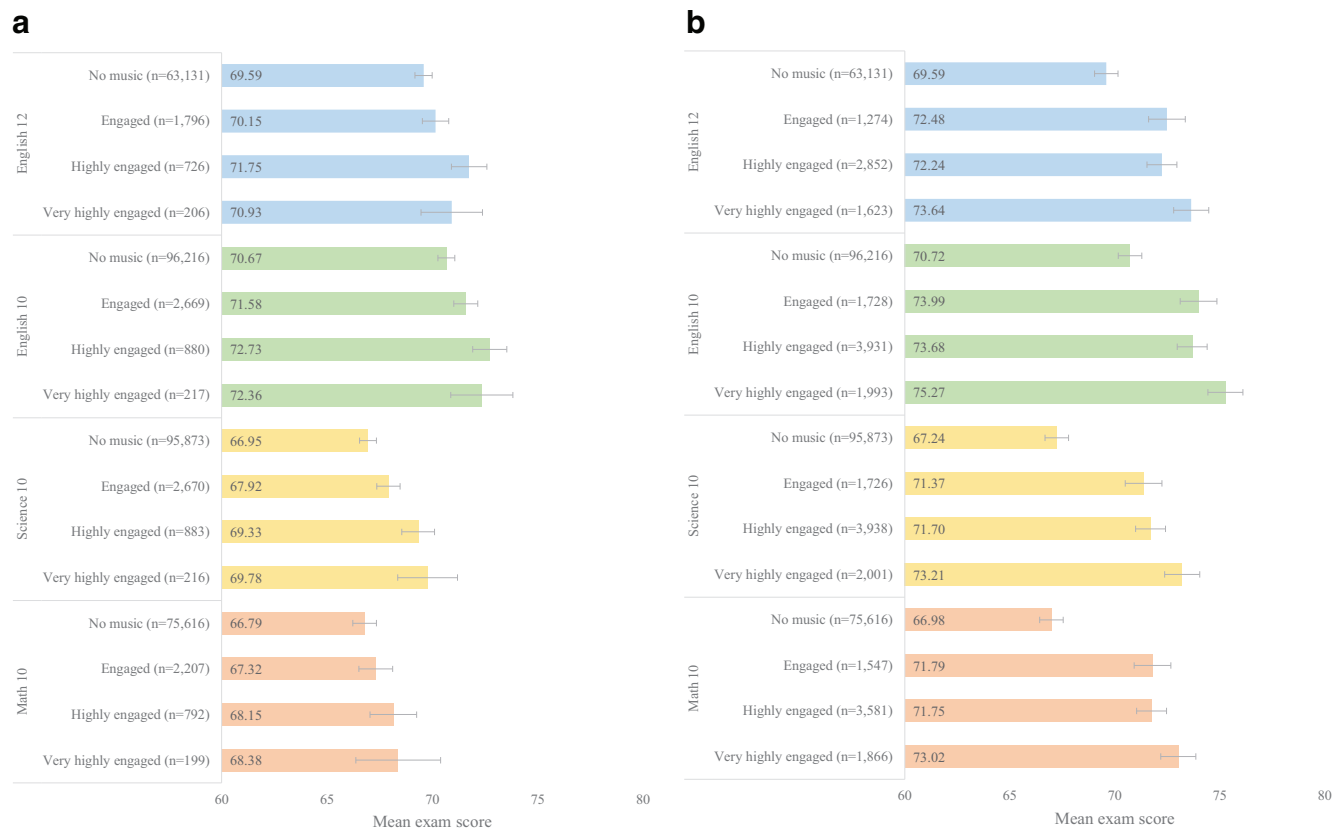 a
English 12
No music (n=63,131) 69.59
Engaged (n=1,796) 70.15
Highly engaged (n=726) 71.75
Very highly engaged (n=206) 70.93
English 10
No music (n=96,216) 70.67
Engaged (n=2,669) 71.58
Highly engaged (n=880) 72.73
Very highly engaged (n=217) 72.36
Science 10
No music (n=95,873) 66.95
Engaged (n=2,670) 67.92
Highly engaged (n=883) 69.33
Very highly engaged (n=216) 69.78
Math 10
No music (n=75,616) 66.79
Engaged (n=2,207) 67.32
Highly engaged (n=792) 68.15
Very highly engaged (n=199) 68.38
60 65 70 75 80
Mean exam score
b
English 12
No music (n=63,131) 69.59
Engaged (n=1,274) 72.48
Highly engaged (n=2,852) 72.24
Very highly engaged (n=1,623) 73.64
English 10
No music (n=96,216) 70.72
Engaged (n=1,728) 73.99
Highly engaged (n=3,931) 73.68
Very highly engaged (n=1,993) 75.27
Science 10
No music (n=95,873) 67.24
Engaged (n=1,726) 71.37
Highly engaged (n=3,938) 71.70
Very highly engaged (n=2,001) 73.21
Math 10
No music (n=75,616) 66.98
Engaged (n=1,547) 71.79
Highly engaged (n=3,581) 71.75
Very highly engaged (n=1,866) 73.02
60 65 70 75 80
Mean exam score